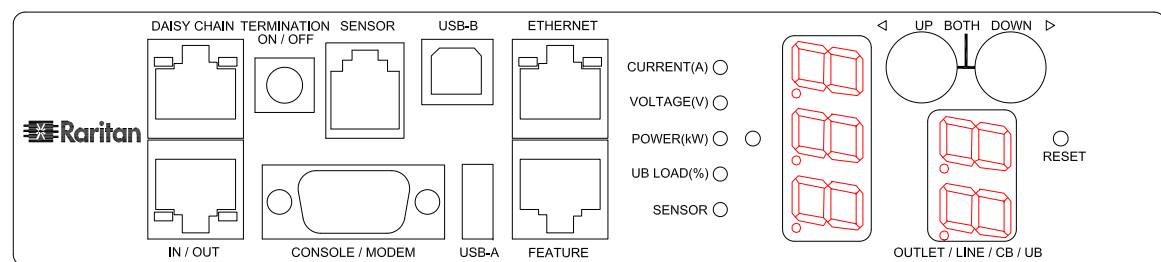 DAISY CHAIN
TERMINATION
ON / OFF
SENSOR
USB-B
ETHERNET
◁ UP BOTH DOWN ▷
CURRENT(A)
VOLTAGE(V)
POWER(kW)
UB LOAD(%)
SENSOR
Raritan
RESET
IN / OUT
CONSOLE / MODEM
USB-A
FEATURE
OUTLET / LINE / CB / UB